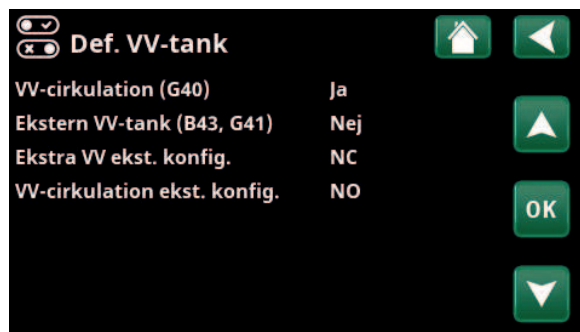 Def. VV-tank
VV-cirkulation (G40) Ja
Ekstern VV-tank (B43, G41) Nej
Ekstra VV ekst. konfig. NC
VV-cirkulation ekst. konfig. NO
OK